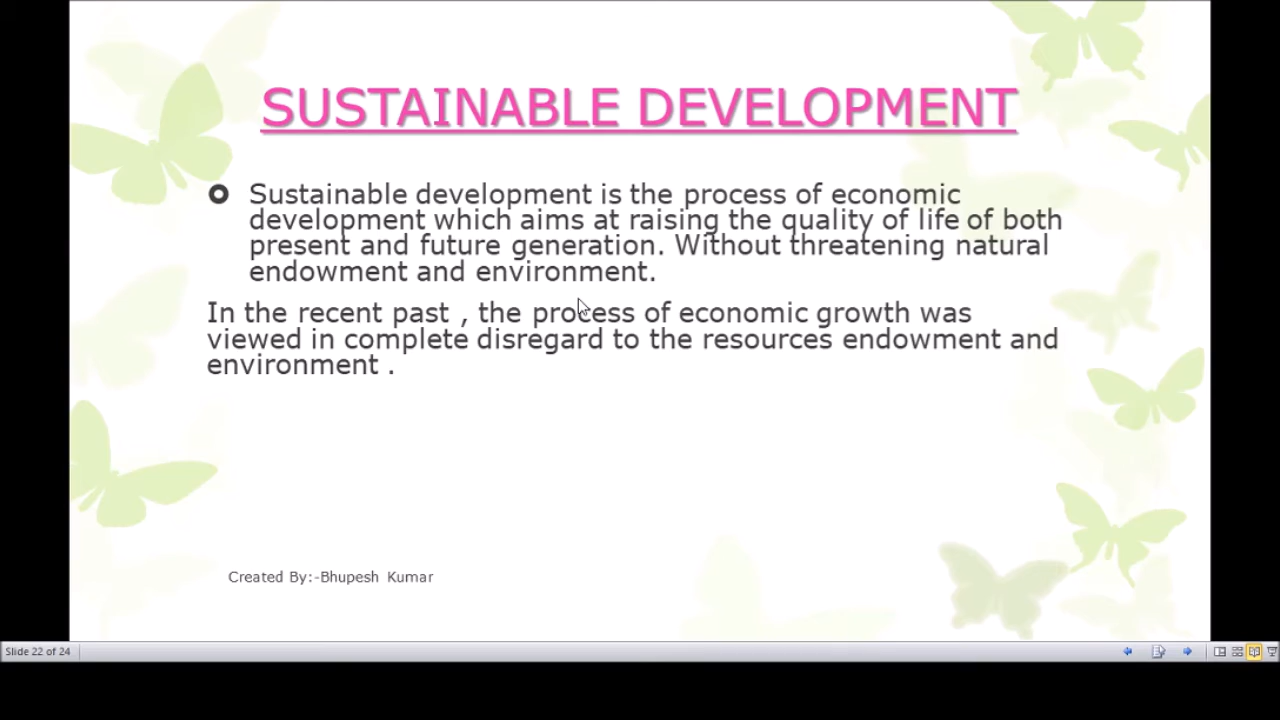 SUSTAINABLE DEVELOPMENT
Sustainable development is the process of economic
development which aims at raising the quality of life of both
present and future generation. Without threatening natural
endowment and environment.
In the recent past , the process of economic growth was
viewed in complete disregard to the resources endowment and
environment .
Created By:-Bhupesh Kumar
Slide 22 of 24